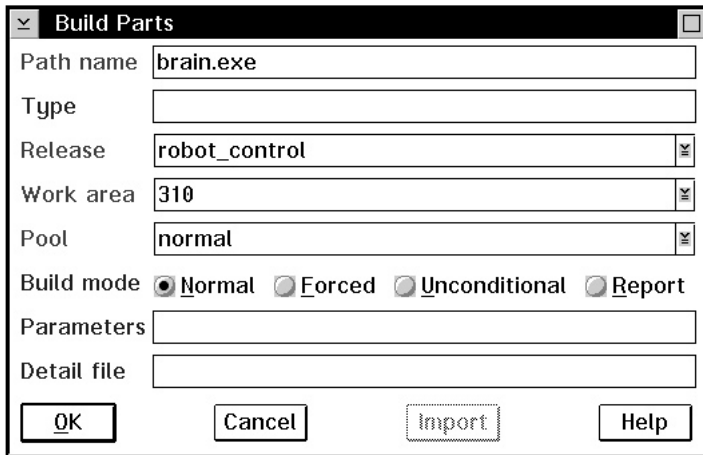 Build Parts
Path name brain.exe
Type
Release robot_control
Work area 310
Pool normal
Build mode Normal Forced Unconditional Report
Parameters
Detail file
OK Cancel Import Help